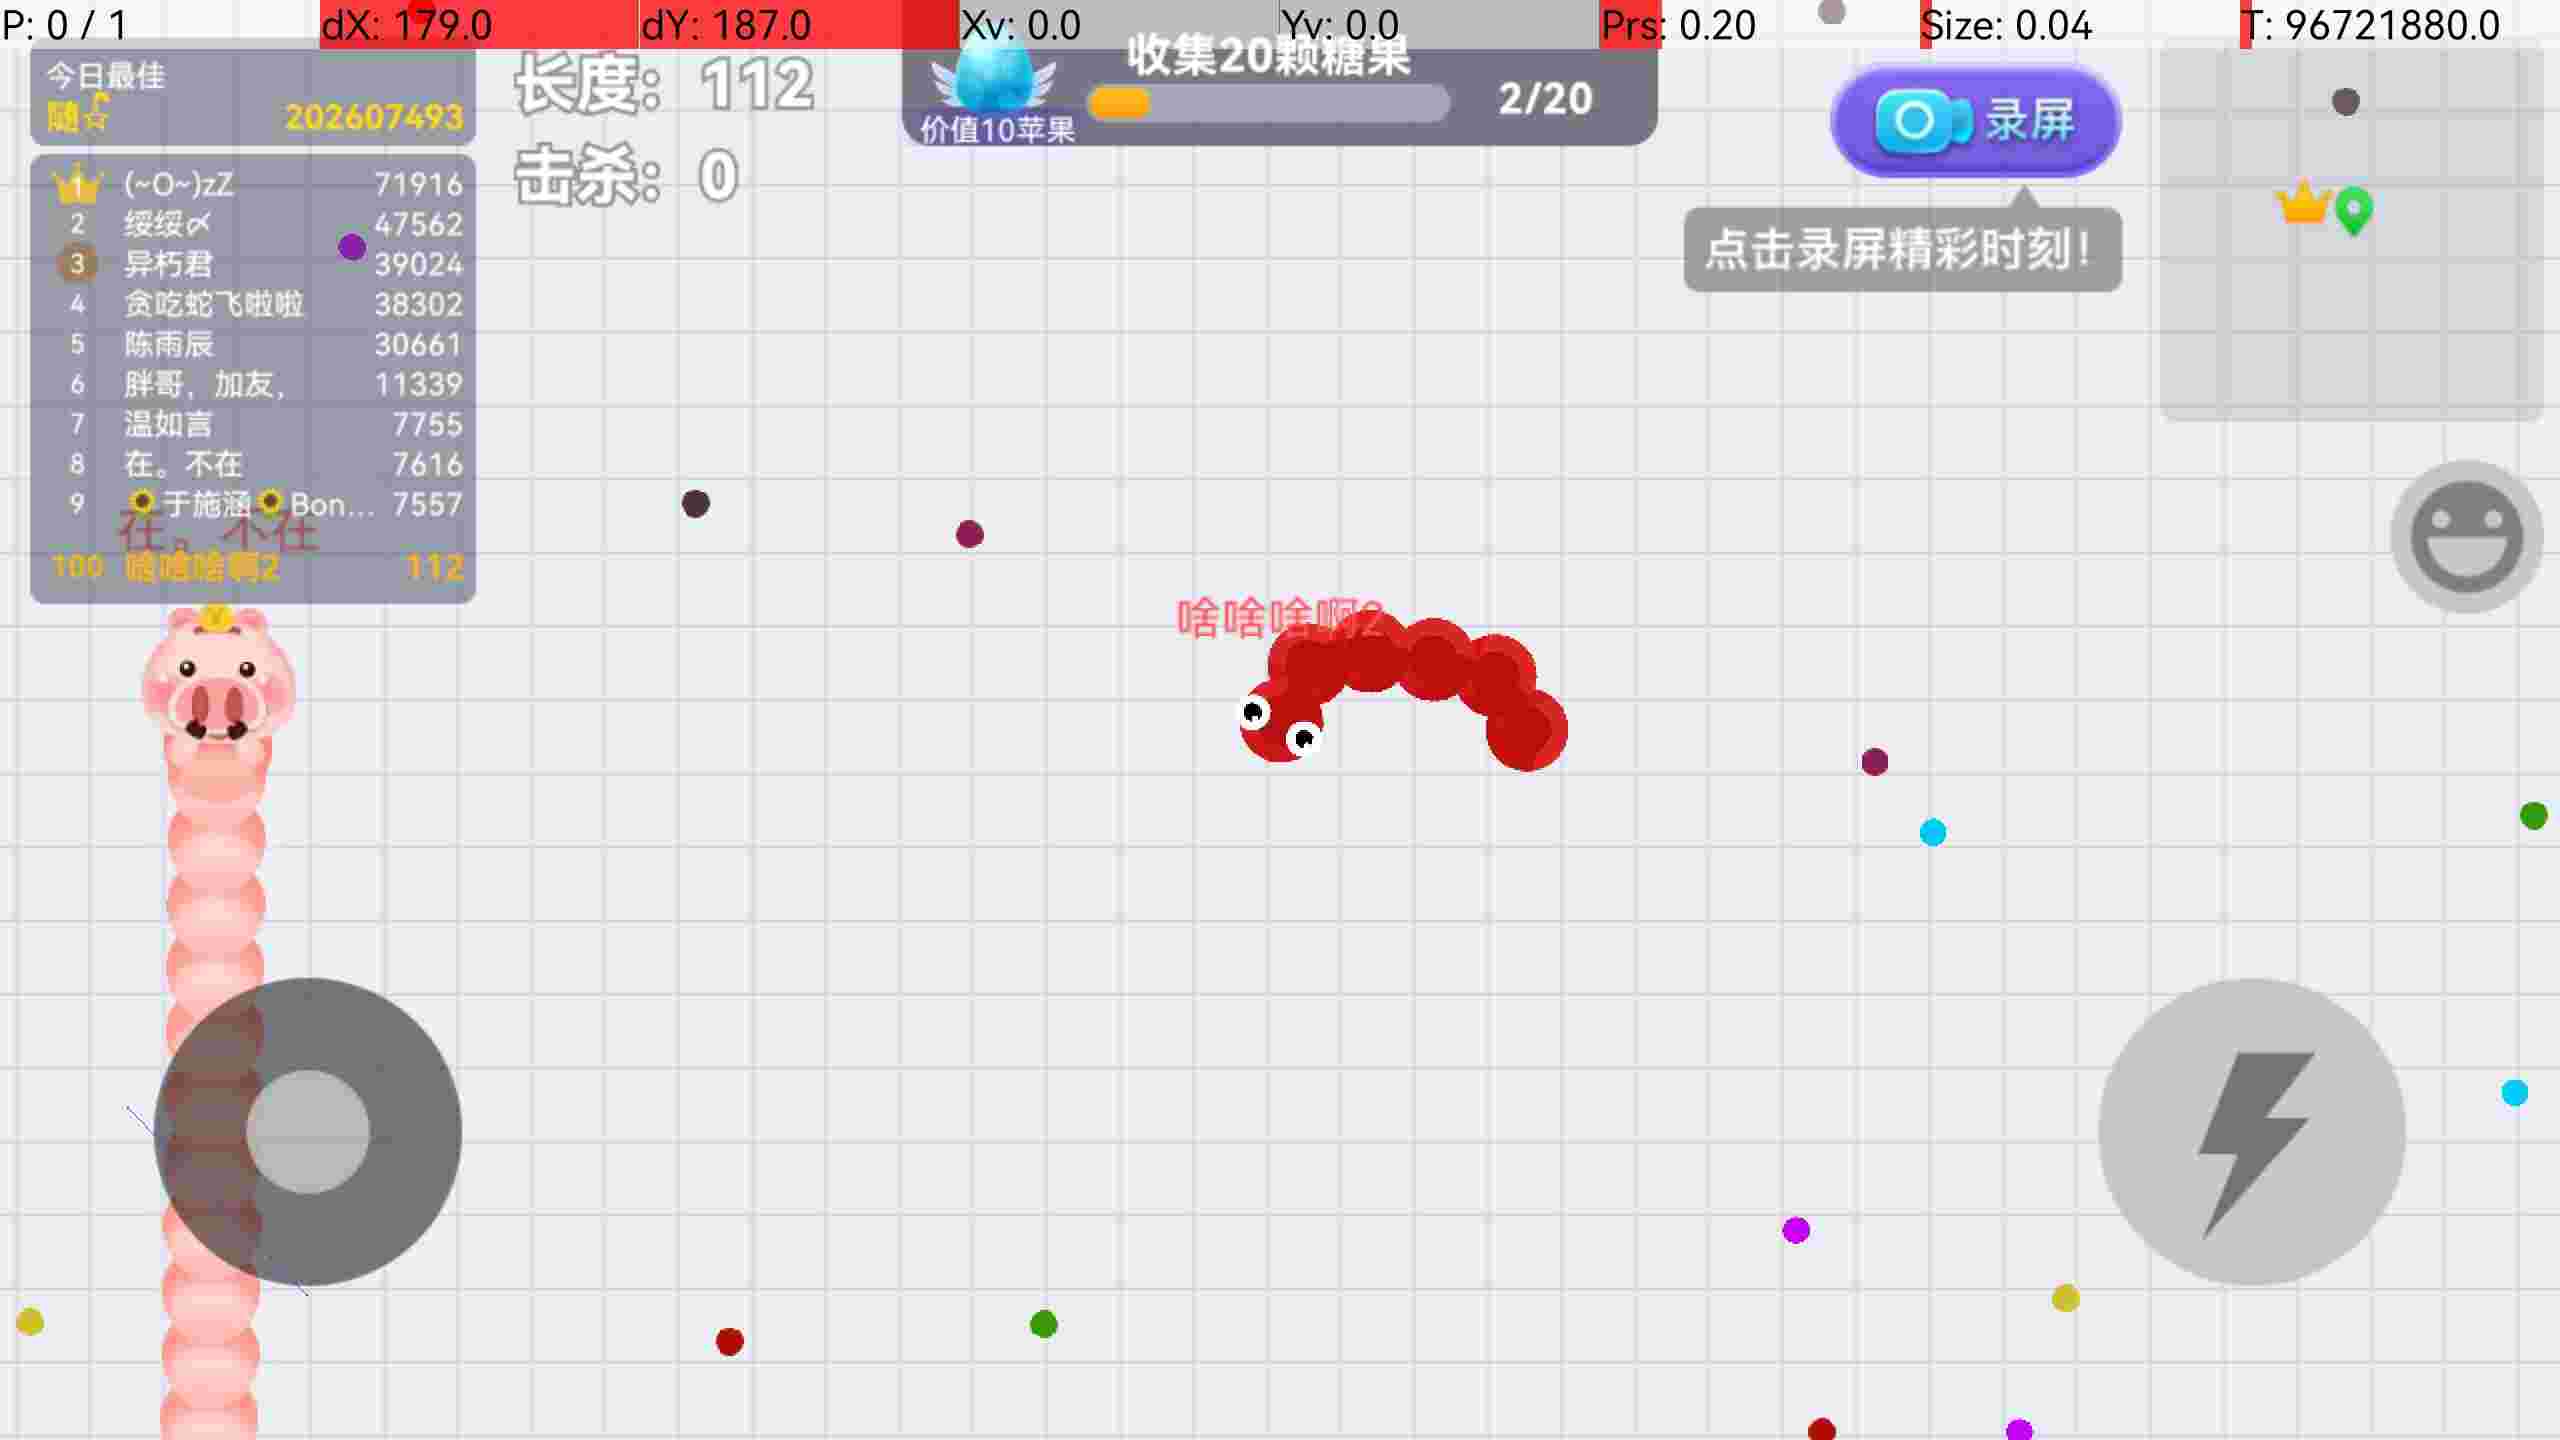 P: 0 / 1
dX: 179.0
dY: 187.0
Xv: 0.0
Yv: 0.0
Prs: 0.20
Size: 0.04
T: 96721880.0
今日最佳
随☆ 202607493
长度：112
击杀：0
收集20颗糖果
2/20
价值10苹果
录屏
点击录屏精彩时刻！
1 (~O~)zZ 71916
2 绥绥〆 47562
3 异朽君 39024
4 贪吃蛇飞啦啦 38302
5 陈雨辰 30661
6 胖哥，加友， 11339
7 温如言 7755
8 在。不在 7616
9 🌻于施涵🌻Bon... 7557
在。不在
100 啥啥啥啊2 112
啥啥啥啊2